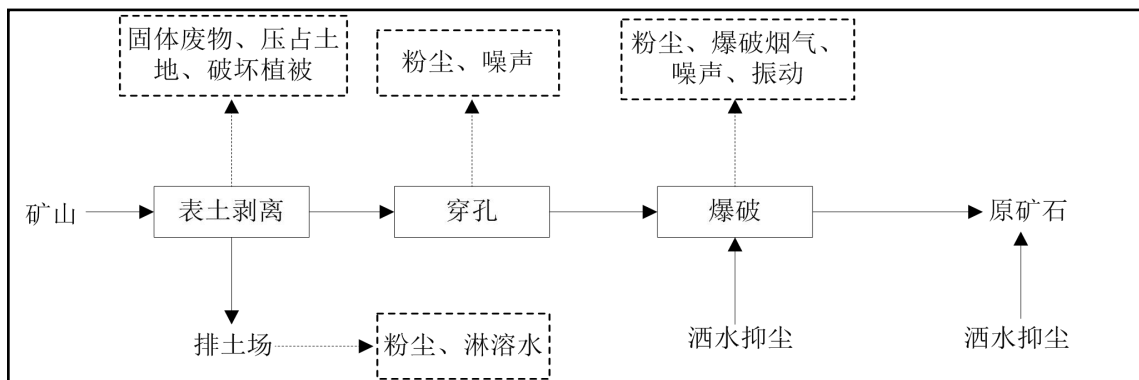 固体废物、压占土
地、破坏植被
粉尘、噪声
粉尘、爆破烟气、
噪声、振动
矿山
表土剥离
穿孔
爆破
原矿石
排土场
粉尘、淋溶水
洒水抑尘
洒水抑尘